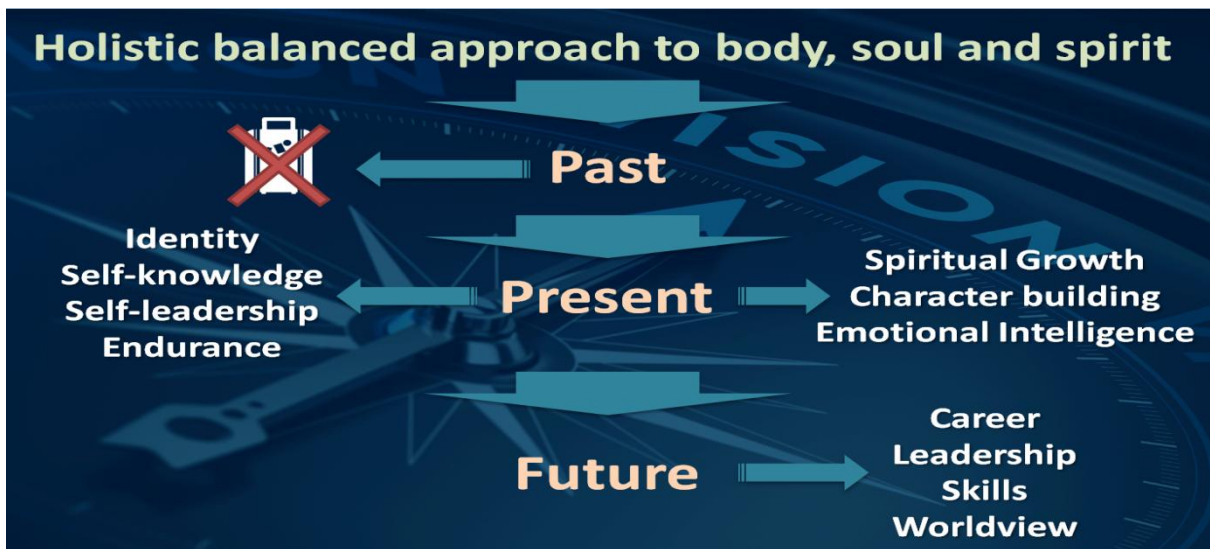 Holistic balanced approach to body, soul and spirit
VISION
Past
Identity
Self-knowledge
Self-leadership
Endurance
Present
Spiritual Growth
Character building
Emotional Intelligence
Future
Career
Leadership
Skills
Worldview